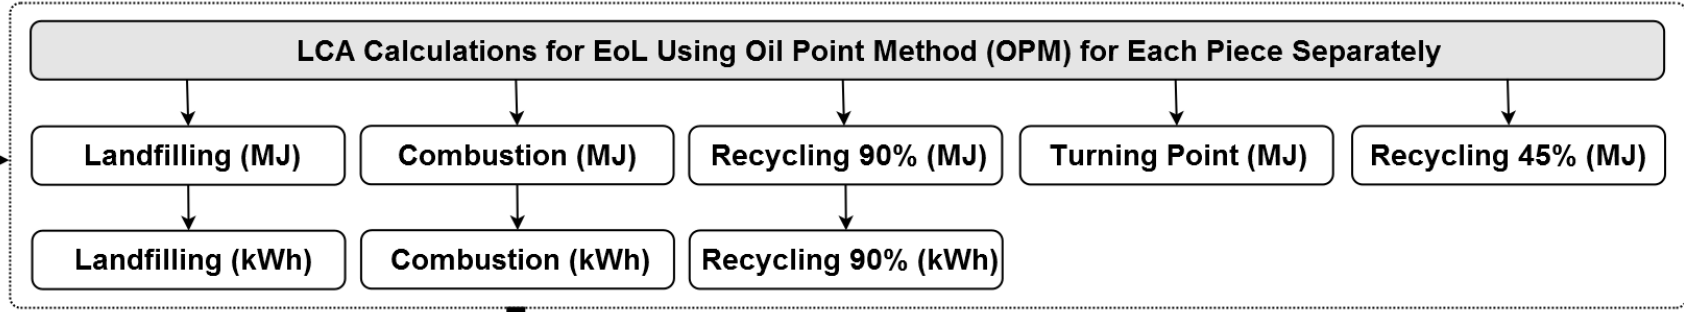 LCA Calculations for EoL Using Oil Point Method (OPM) for Each Piece Separately
Landfilling (MJ)
Combustion (MJ)
Recycling 90% (MJ)
Turning Point (MJ)
Recycling 45% (MJ)
Landfilling (kWh)
Combustion (kWh)
Recycling 90% (kWh)